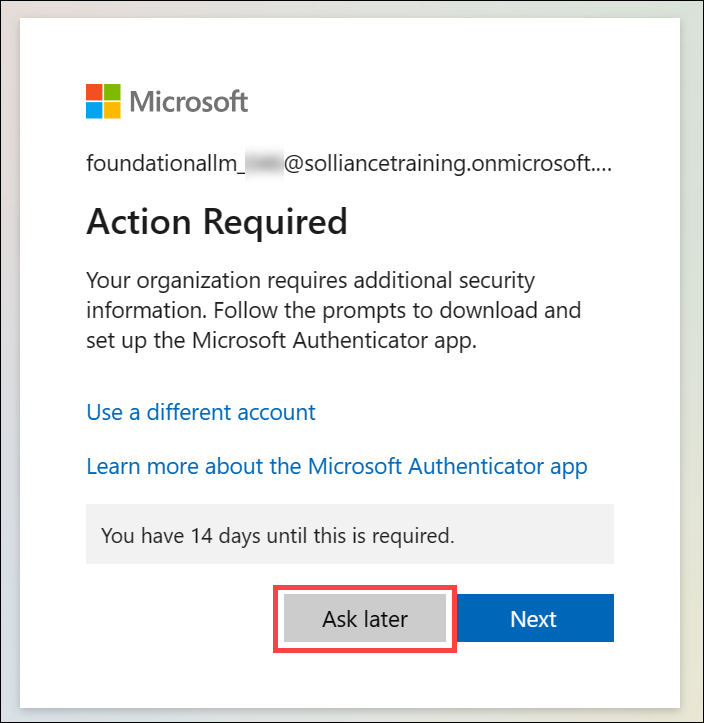 Microsoft
foundationallm_@solliancetraining.onmicrosoft....
Action Required
Your organization requires additional security
information. Follow the prompts to download and
set up the Microsoft Authenticator app.
Use a different account
Learn more about the Microsoft Authenticator app
You have 14 days until this is required.
Ask later
Next